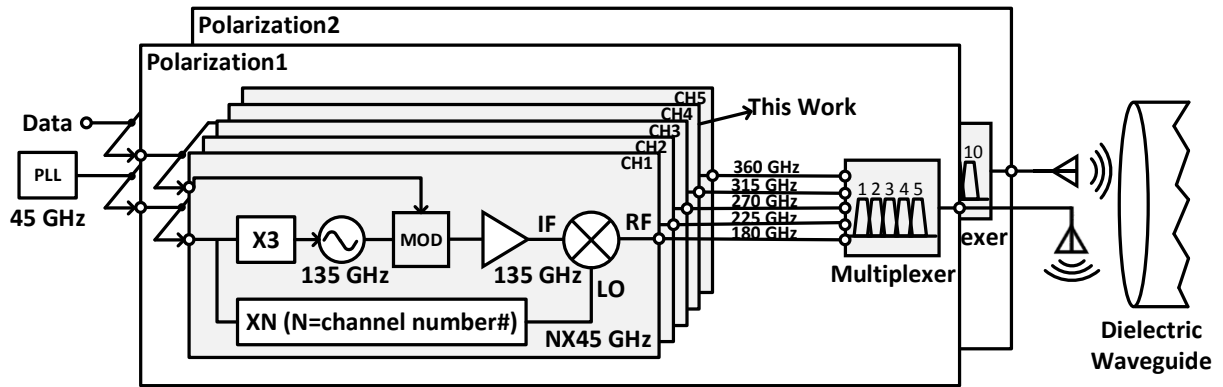 Polarization2
Polarization1
CH5
CH4
CH3
CH2
CH1
This Work
Data
PLL
45 GHz
X3
135 GHz
MOD
135 GHz
IF
RF
LO
XN (N=channel number#)
NX45 GHz
360 GHz
315 GHz
270 GHz
225 GHz
180 GHz
1 2 3 4 5
10
Multiplexer
exer
Dielectric
Waveguide